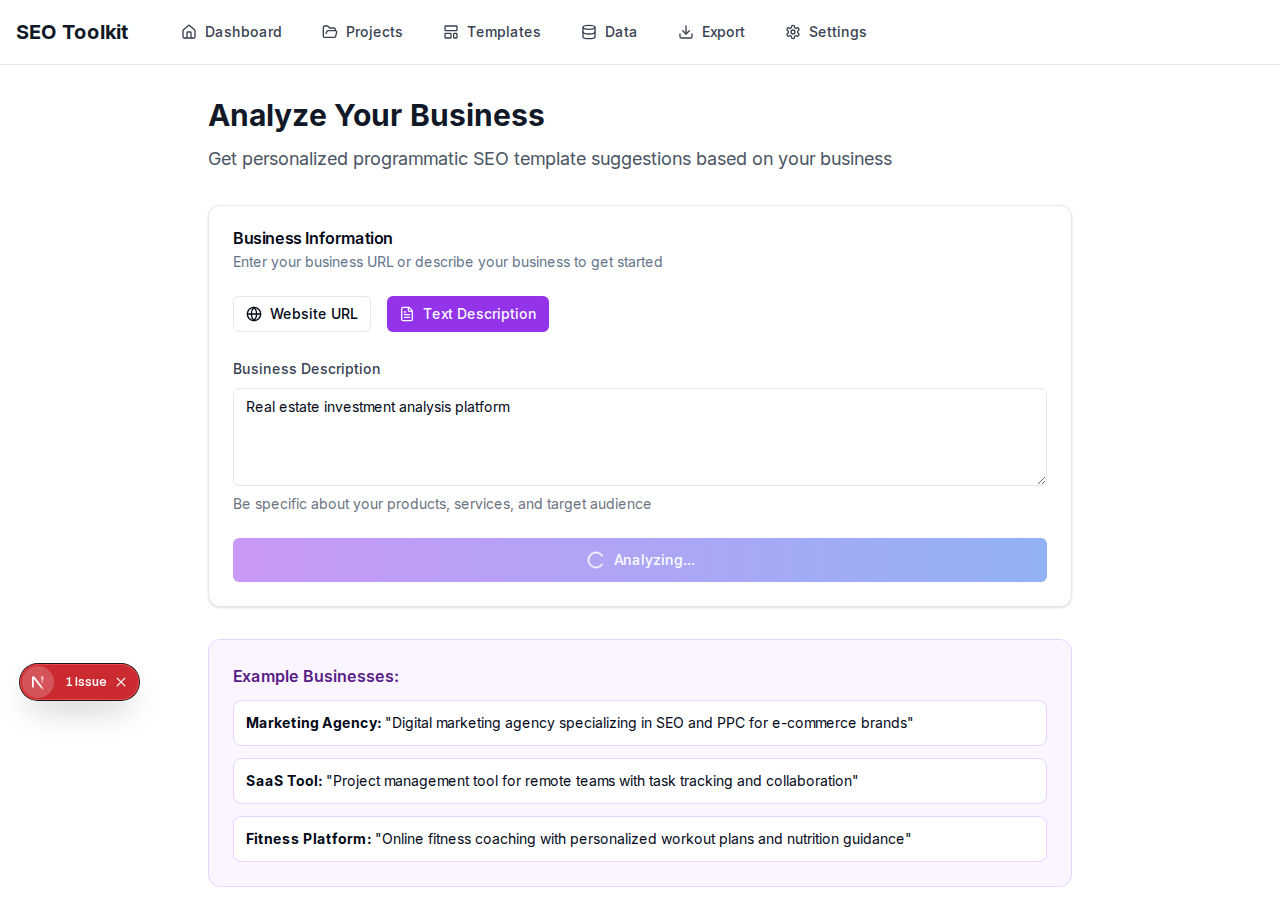 SEO Toolkit
Dashboard
Projects
Templates
Data
Export
Settings
Analyze Your Business
Get personalized programmatic SEO template suggestions based on your business
Business Information
Enter your business URL or describe your business to get started
Website URL
Text Description
Business Description
Real estate investment analysis platform
Be specific about your products, services, and target audience
Analyzing...
N
1 Issue
Example Businesses:
Marketing Agency: "Digital marketing agency specializing in SEO and PPC for e-commerce brands"
SaaS Tool: "Project management tool for remote teams with task tracking and collaboration"
Fitness Platform: "Online fitness coaching with personalized workout plans and nutrition guidance"